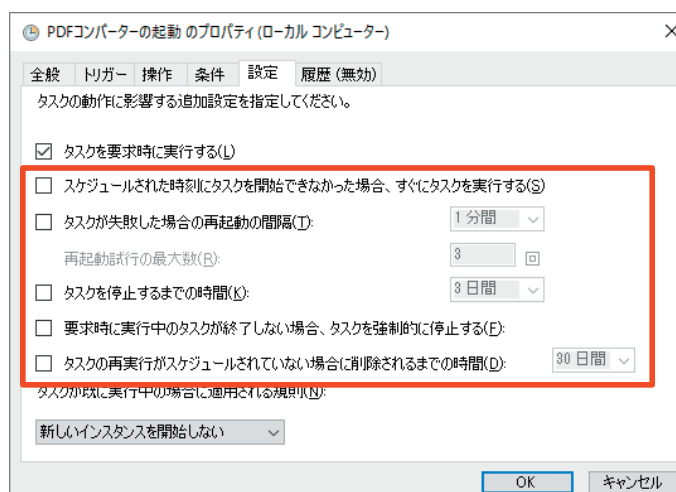 PDFコンバーターの起動 のプロパティ (ローカル コンピューター)
全般 トリガー 操作 条件 設定 履歴 (無効)
タスクの動作に影響する追加設定を指定してください。
タスクを要求時に実行する(L)
スケジュールされた時刻にタスクを開始できなかった場合、すぐにタスクを実行する(S)
タスクが失敗した場合の再起動の間隔(T): 1 分間
再起動試行の最大数(R): 3 回
タスクを停止するまでの時間(K): 3 日間
要求時に実行中のタスクが終了しない場合、タスクを強制的に停止する(F):
タスクの再実行がスケジュールされていない場合に削除されるまでの時間(D): 30 日間
タスクが既に実行中の場合に適用される規則(N):
新しいインスタンスを開始しない
OK キャンセル